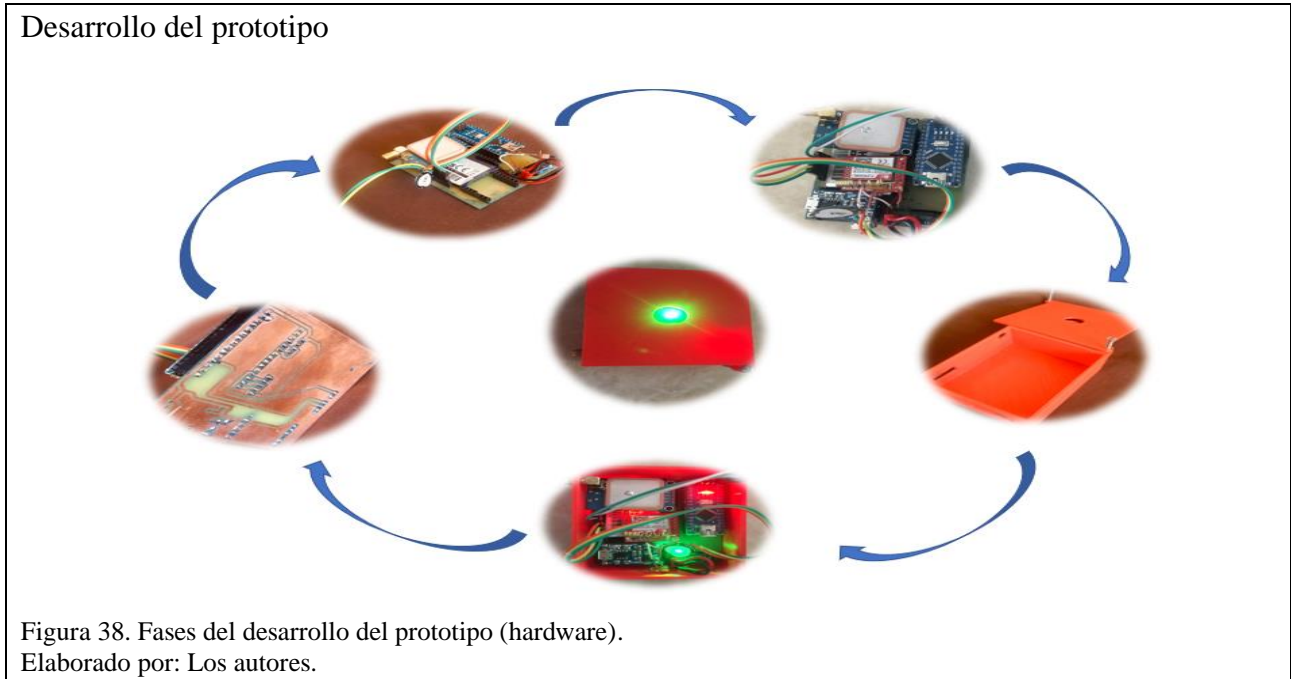 Desarrollo del prototipo
Figura 38. Fases del desarrollo del prototipo (hardware).
Elaborado por: Los autores.